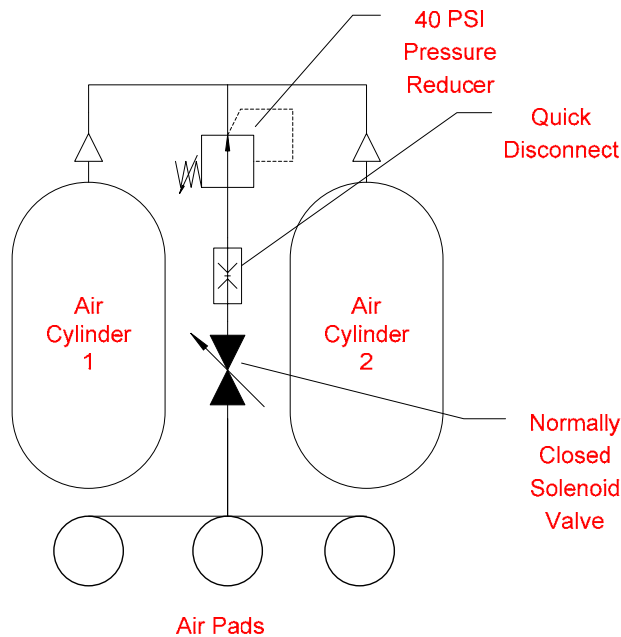 40 PSI
Pressure
Reducer
Quick
Disconnect
Air
Cylinder
1
Air
Cylinder
2
Normally
Closed
Solenoid
Valve
Air Pads